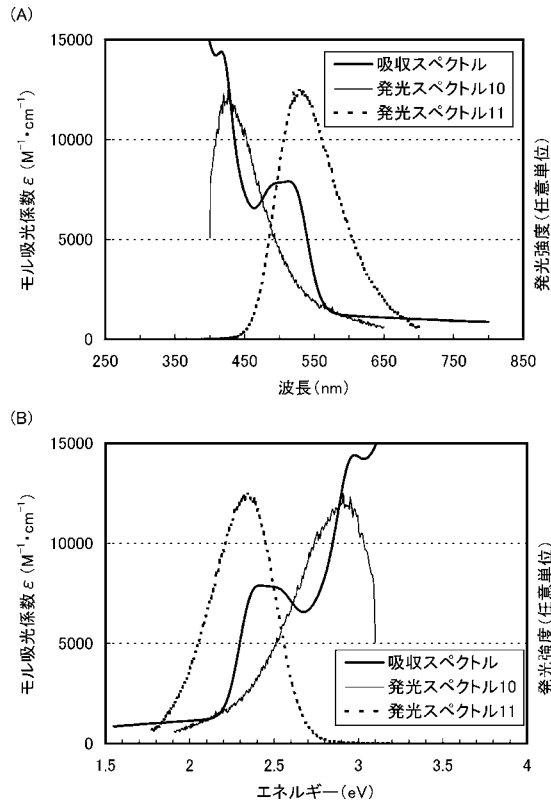 (A)
モル吸光係数 ε (M⁻¹・cm⁻¹)
15000
10000
5000
0
吸収スペクトル
発光スペクトル10
発光スペクトル11
発光強度(任意単位)
250 350 450 550 650 750 850
波長(nm)
(B)
モル吸光係数 ε (M⁻¹・cm⁻¹)
15000
10000
5000
0
吸収スペクトル
発光スペクトル10
発光スペクトル11
発光強度(任意単位)
1.5 2 2.5 3 3.5 4
エネルギー(eV)